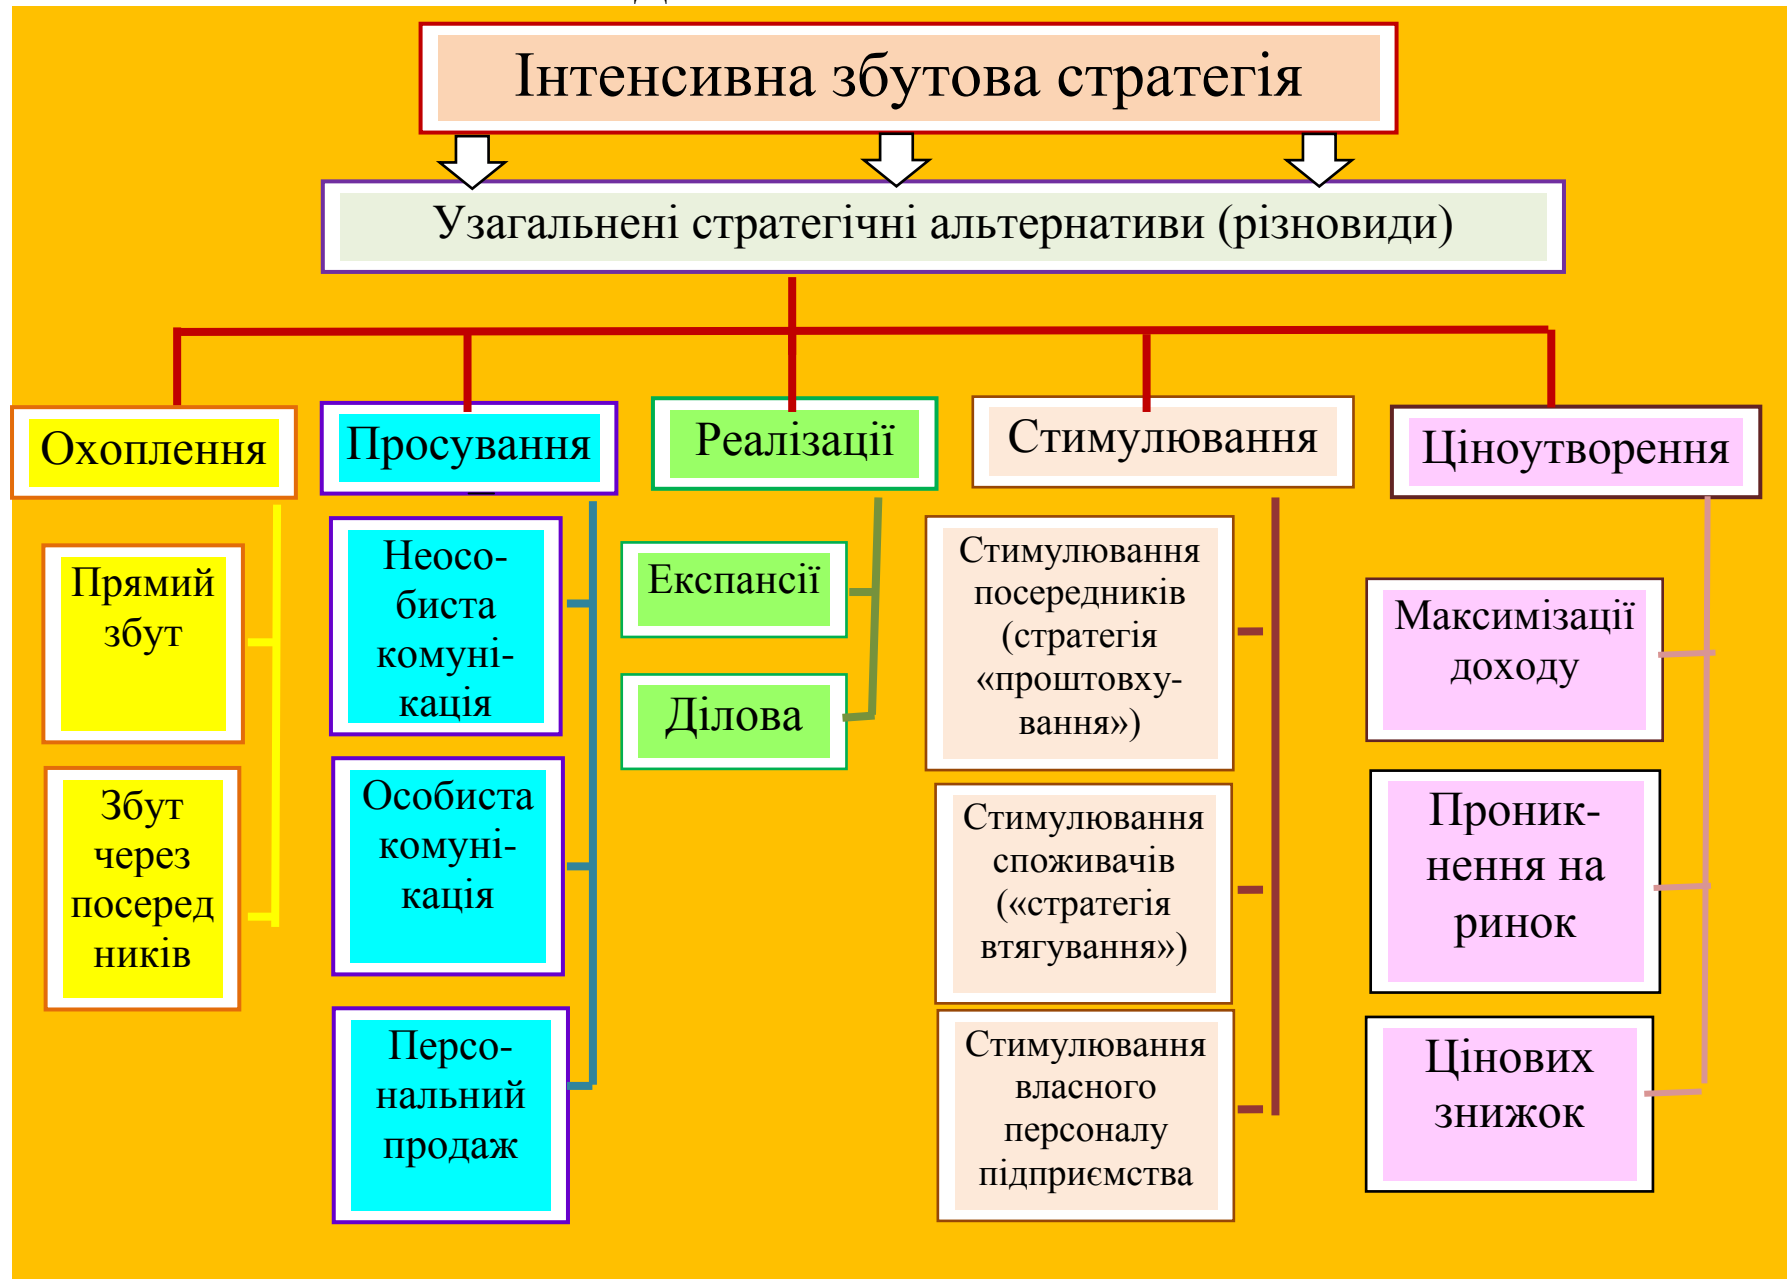 Інтенсивна збутова стратегія
Узагальнені стратегічні альтернативи (різновиди)
Охоплення
Прямий
збут
Збут
через
посеред
ників
Просування
Неосо-
биста
комуні-
кація
Особиста
комуні-
кація
Персо-
нальний
продаж
Реалізації
Експансії
Ділова
Стимулювання
Стимулювання
посередників
(стратегія
«проштовху-
вання»)
Стимулювання
споживачів
(«стратегія
втягування»)
Стимулювання
власного
персоналу
підприємства
Ціноутворення
Максимізації
доходу
Проник-
нення на
ринок
Цінових
знижок